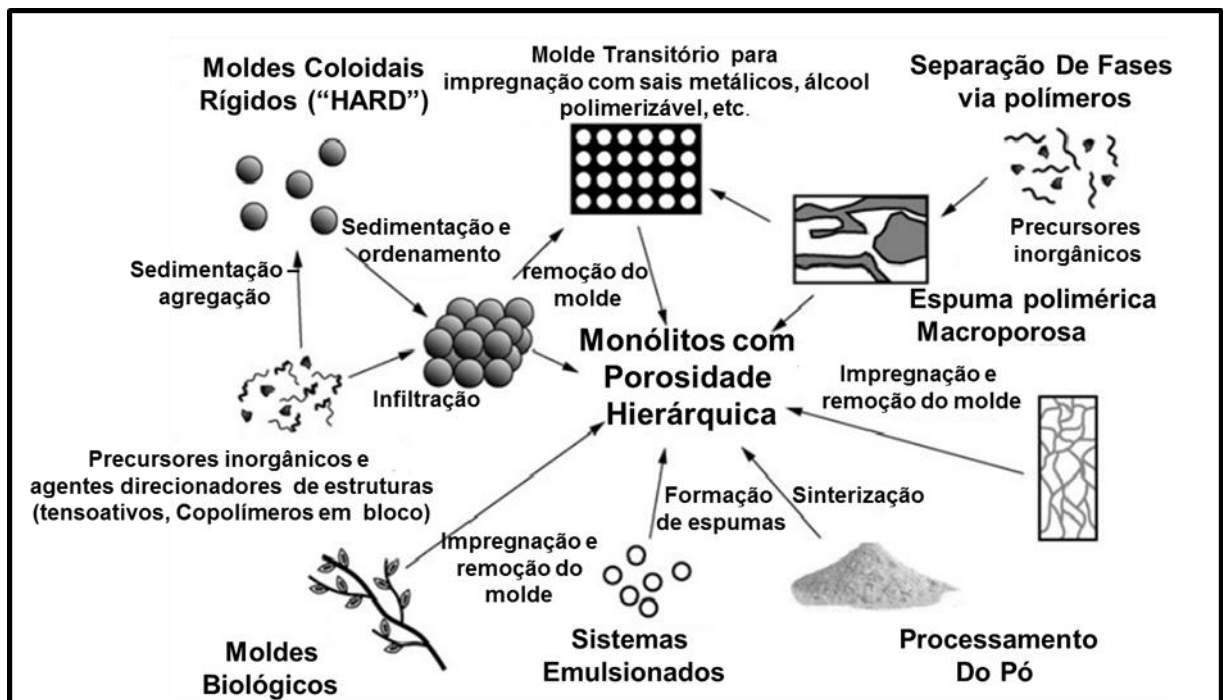 Moldes Coloidais
Rígidos (“HARD”)
Molde Transitório para
impregnação com sais metálicos, álcool
polimerizável, etc.
Separação De Fases
via polímeros
Precursores
inorgânicos
Sedimentação e
ordenamento
Sedimentação –
agregação
remoção do
molde
Espuma polimérica
Macroporosa
Monólitos com
Porosidade
Hierárquica
Infiltração
Impregnação e
remoção do molde
Precursores inorgânicos e
agentes direcionadores de estruturas
(tensoativos, Copolímeros em bloco)
Formação
de espumas
Sinterização
Impregnação e
remoção do
molde
Moldes
Biológicos
Sistemas
Emulsionados
Processamento
Do Pó